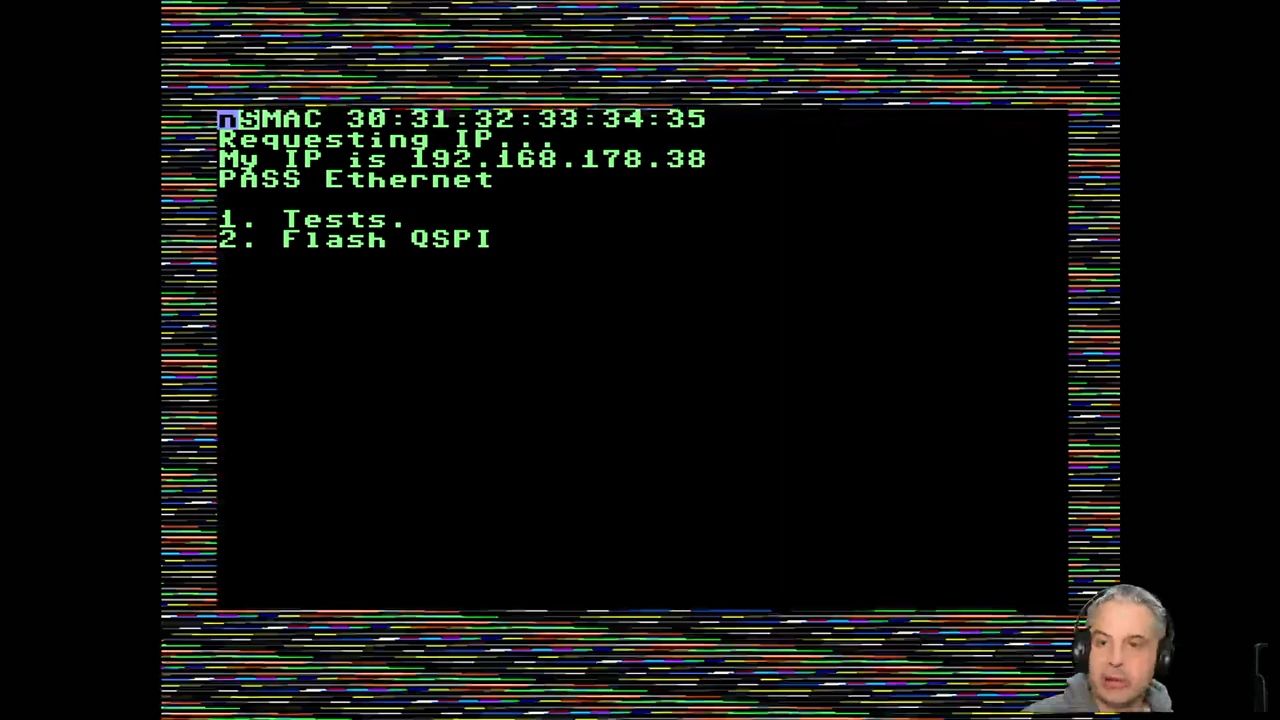 nSMAC 30:31:32:33:34:35
Requesting IP...
My IP is 192.168.178.38
PASS Ethernet
1. Tests.
2. Flash QSPI